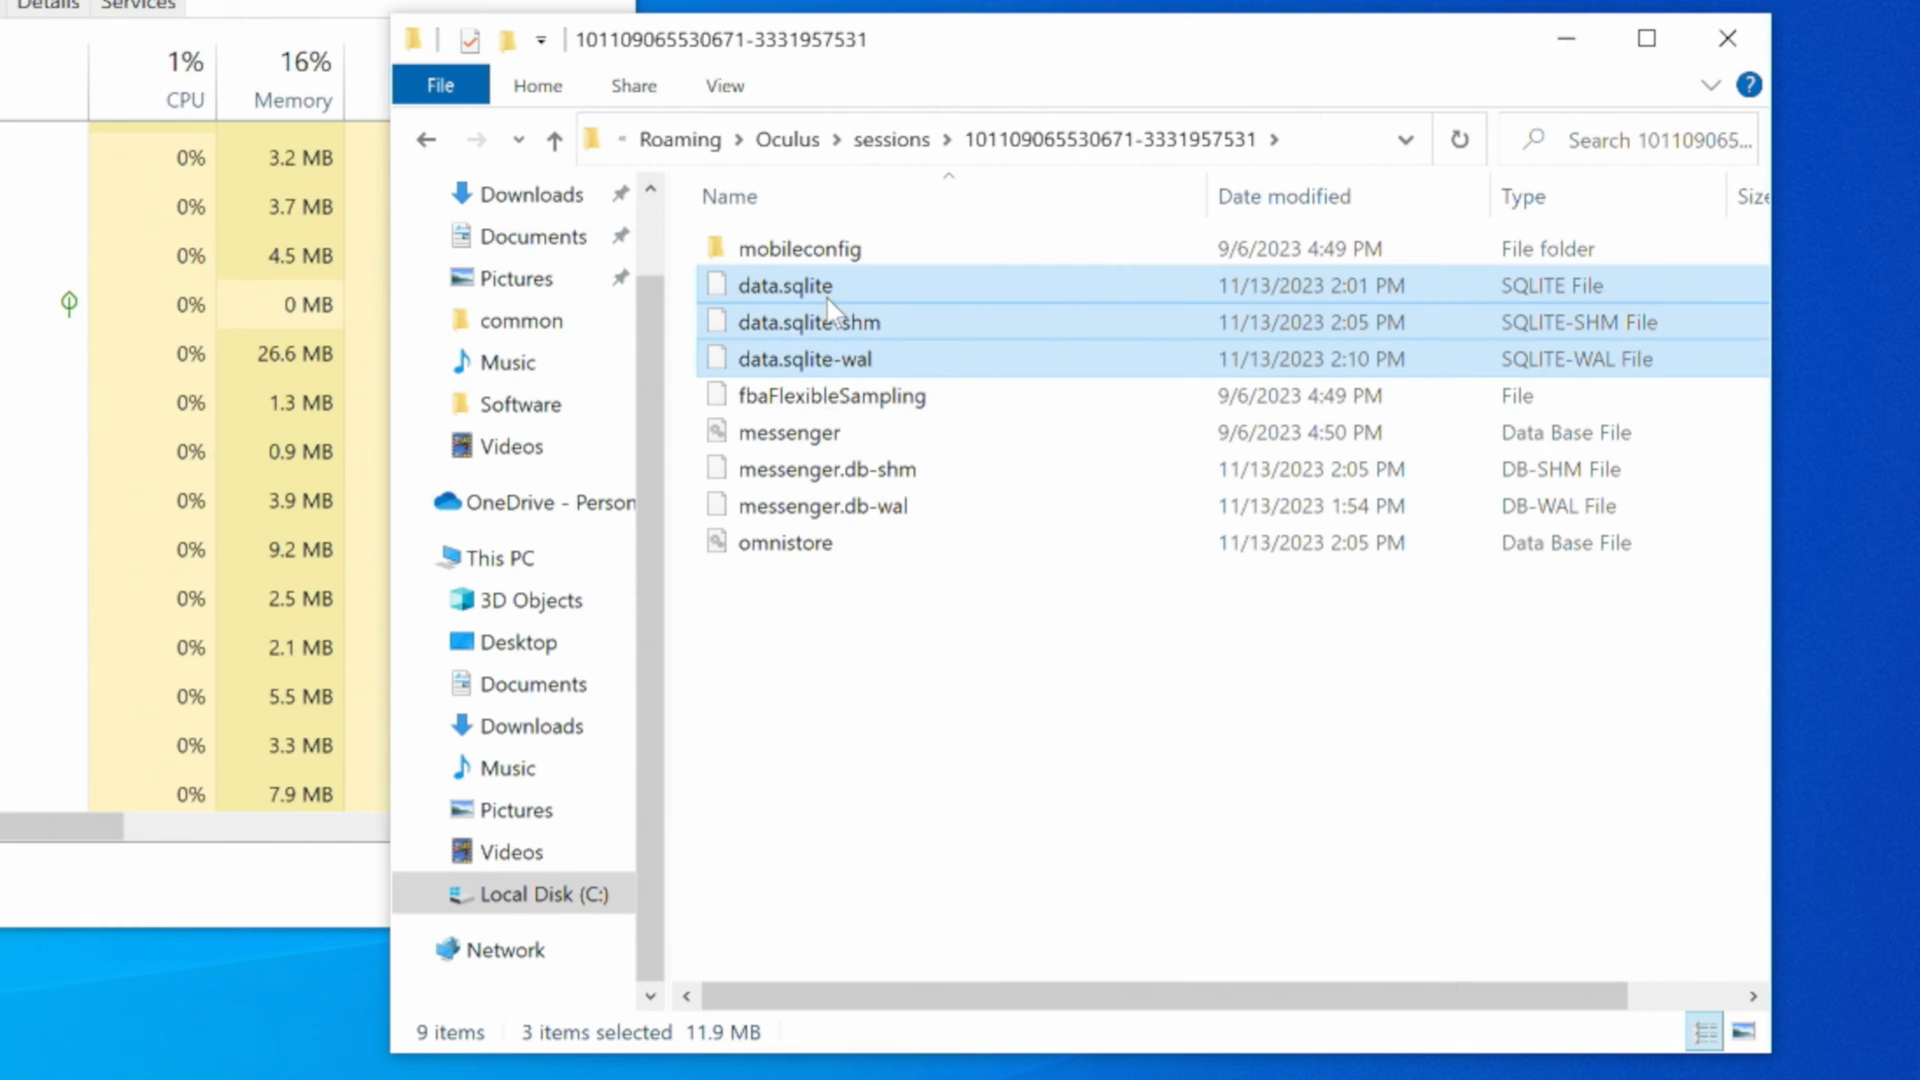 Details Services
1% 16%
CPU Memory
0% 3.2 MB
0% 3.7 MB
0% 4.5 MB
0% 0 MB
0% 26.6 MB
0% 1.3 MB
0% 0.9 MB
0% 3.9 MB
0% 9.2 MB
0% 2.5 MB
0% 2.1 MB
0% 5.5 MB
0% 3.3 MB
0% 7.9 MB
101109065530671-3331957531
File Home Share View
?
« Roaming > Oculus > sessions > 101109065530671-3331957531 >
Search 101109065...
Downloads
Documents
Pictures
common
Music
Software
Videos
OneDrive - Person
This PC
3D Objects
Desktop
Documents
Downloads
Music
Pictures
Videos
Local Disk (C:)
Network
Name Date modified Type Size
mobileconfig 9/6/2023 4:49 PM File folder
data.sqlite 11/13/2023 2:01 PM SQLITE File
data.sqlite-shm 11/13/2023 2:05 PM SQLITE-SHM File
data.sqlite-wal 11/13/2023 2:10 PM SQLITE-WAL File
fbaFlexibleSampling 9/6/2023 4:49 PM File
messenger 9/6/2023 4:50 PM Data Base File
messenger.db-shm 11/13/2023 2:05 PM DB-SHM File
messenger.db-wal 11/13/2023 1:54 PM DB-WAL File
omnistore 11/13/2023 2:05 PM Data Base File
9 items 3 items selected 11.9 MB